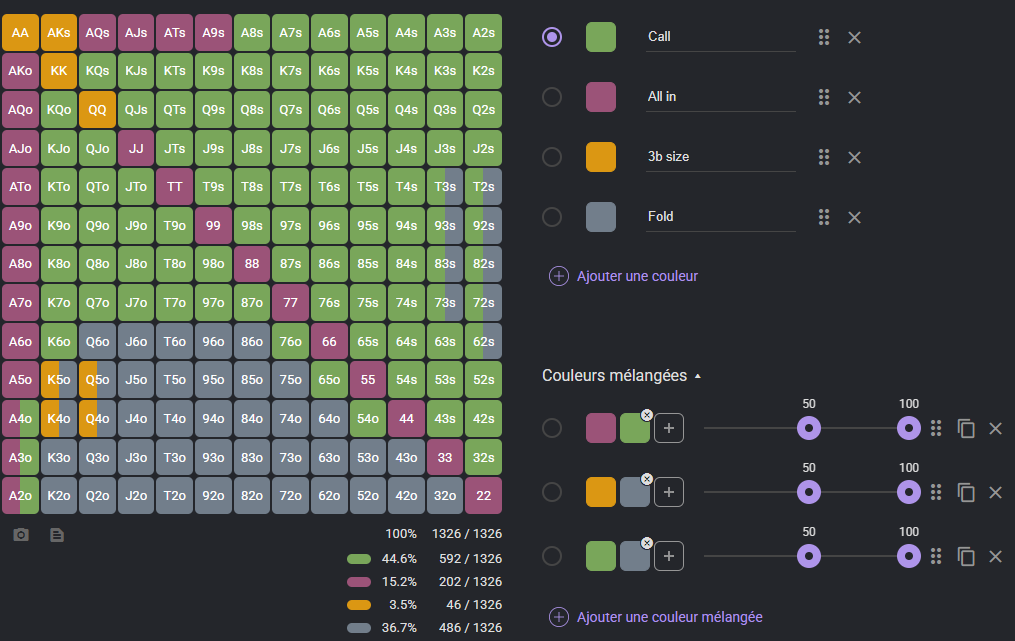 AA AKs AQs AJs ATs A9s A8s A7s A6s A5s A4s A3s A2s
AKo KK KQs KJs KTs K9s K8s K7s K6s K5s K4s K3s K2s
AQo KQo QQ QJs QTs Q9s Q8s Q7s Q6s Q5s Q4s Q3s Q2s
AJo KJo QJo JJ JTs J9s J8s J7s J6s J5s J4s J3s J2s
ATo KTo QTo JTo TT T9s T8s T7s T6s T5s T4s T3s T2s
A9o K9o Q9o J9o T9o 99 98s 97s 96s 95s 94s 93s 92s
A8o K8o Q8o J8o T8o 98o 88 87s 86s 85s 84s 83s 82s
A7o K7o Q7o J7o T7o 97o 87o 77 76s 75s 74s 73s 72s
A6o K6o Q6o J6o T6o 96o 86o 76o 66 65s 64s 63s 62s
A5o K5o Q5o J5o T5o 95o 85o 75o 65o 55 54s 53s 52s
A4o K4o Q4o J4o T4o 94o 84o 74o 64o 54o 44 43s 42s
A3o K3o Q3o J3o T3o 93o 83o 73o 63o 53o 43o 33 32s
A2o K2o Q2o J2o T2o 92o 82o 72o 62o 52o 42o 32o 22
100% 1326 / 1326
44.6% 592 / 1326
15.2% 202 / 1326
3.5% 46 / 1326
36.7% 486 / 1326
Call
All in
3b size
Fold
Ajouter une couleur
Couleurs mélangées
50 100
50 100
50 100
Ajouter une couleur mélangée